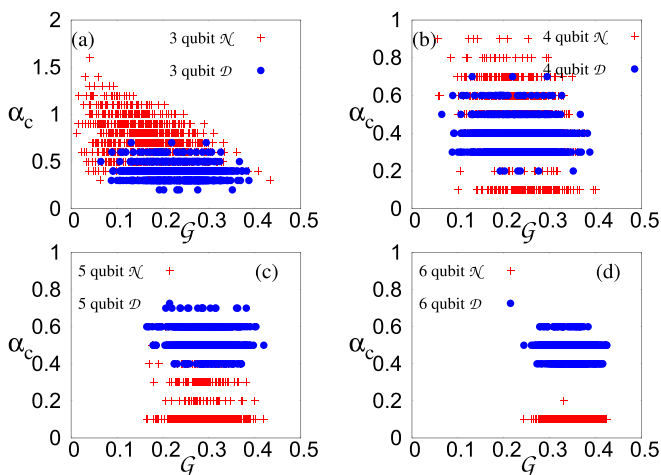 (a)
3 qubit 𝒩
3 qubit 𝒟
2
1.5
1
0.5
0
α_c
0 0.1 0.2 0.3 0.4 0.5
𝒢
(b)
4 qubit 𝒩
4 qubit 𝒟
1
0.8
0.6
0.4
0.2
0
α_c
0 0.1 0.2 0.3 0.4 0.5
𝒢
5 qubit 𝒩
(c)
5 qubit 𝒟
1
0.8
0.6
0.4
0.2
0
α_c
0 0.1 0.2 0.3 0.4 0.5
𝒢
6 qubit 𝒩
(d)
6 qubit 𝒟
1
0.8
0.6
0.4
0.2
0
α_c
0 0.1 0.2 0.3 0.4 0.5
𝒢